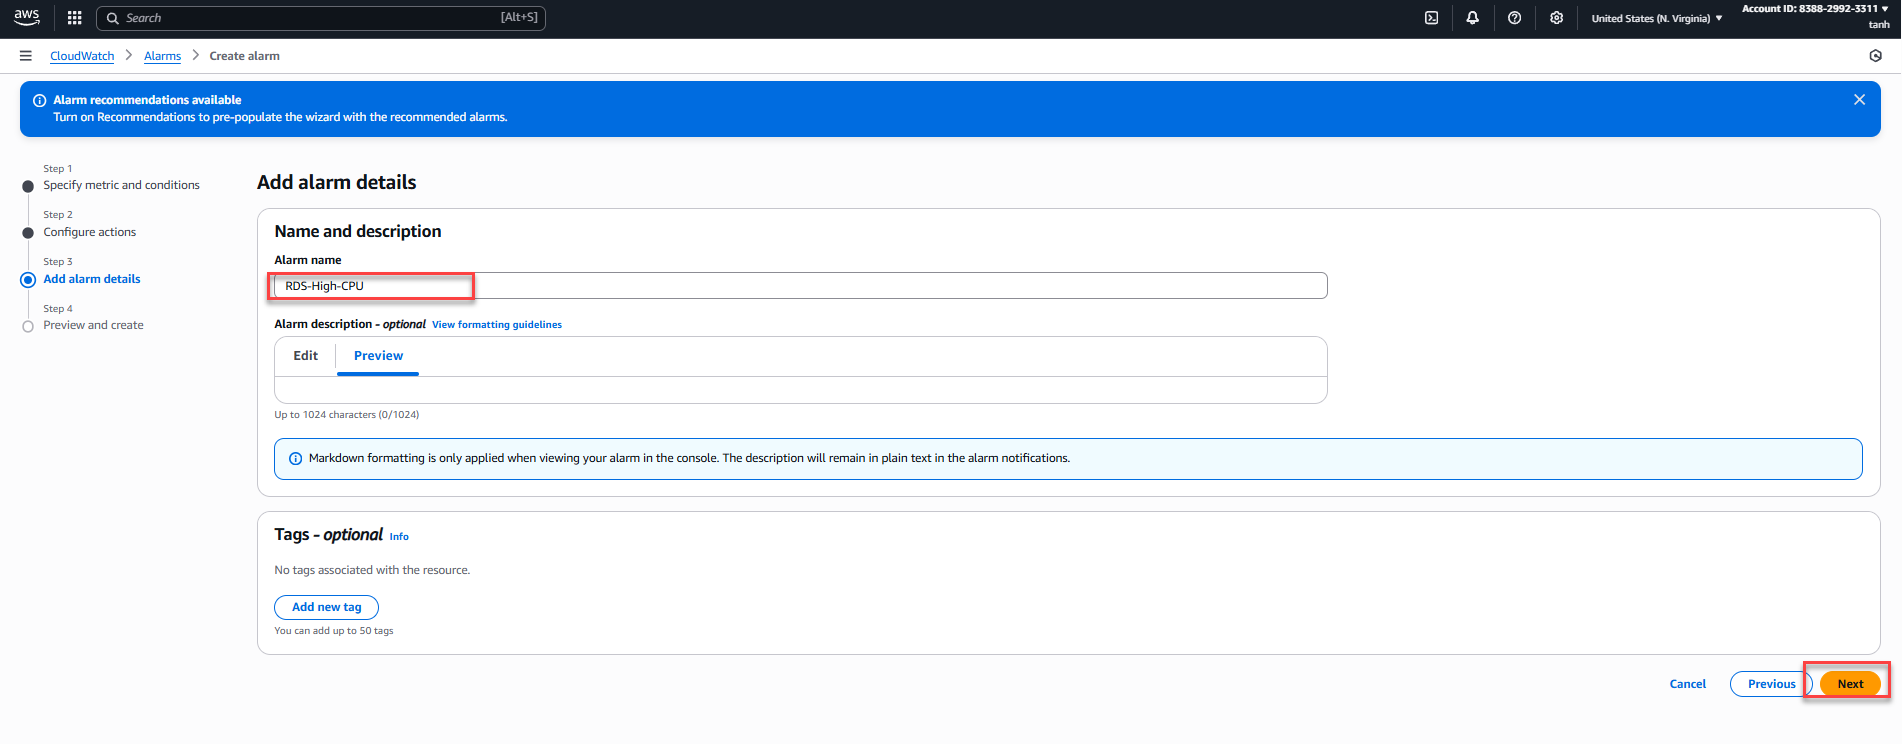 aws
Search
[Alt+S]
United States (N. Virginia) ▼
Account ID: 8388-2992-3311 ▼
tanh
CloudWatch > Alarms > Create alarm
Alarm recommendations available
Turn on Recommendations to pre-populate the wizard with the recommended alarms.
Step 1
Specify metric and conditions
Step 2
Configure actions
Step 3
Add alarm details
Step 4
Preview and create
Add alarm details
Name and description
Alarm name
RDS-High-CPU
Alarm description - optional View formatting guidelines
Edit Preview
Up to 1024 characters (0/1024)
Markdown formatting is only applied when viewing your alarm in the console. The description will remain in plain text in the alarm notifications.
Tags - optional Info
No tags associated with the resource.
Add new tag
You can add up to 50 tags
Cancel Previous Next